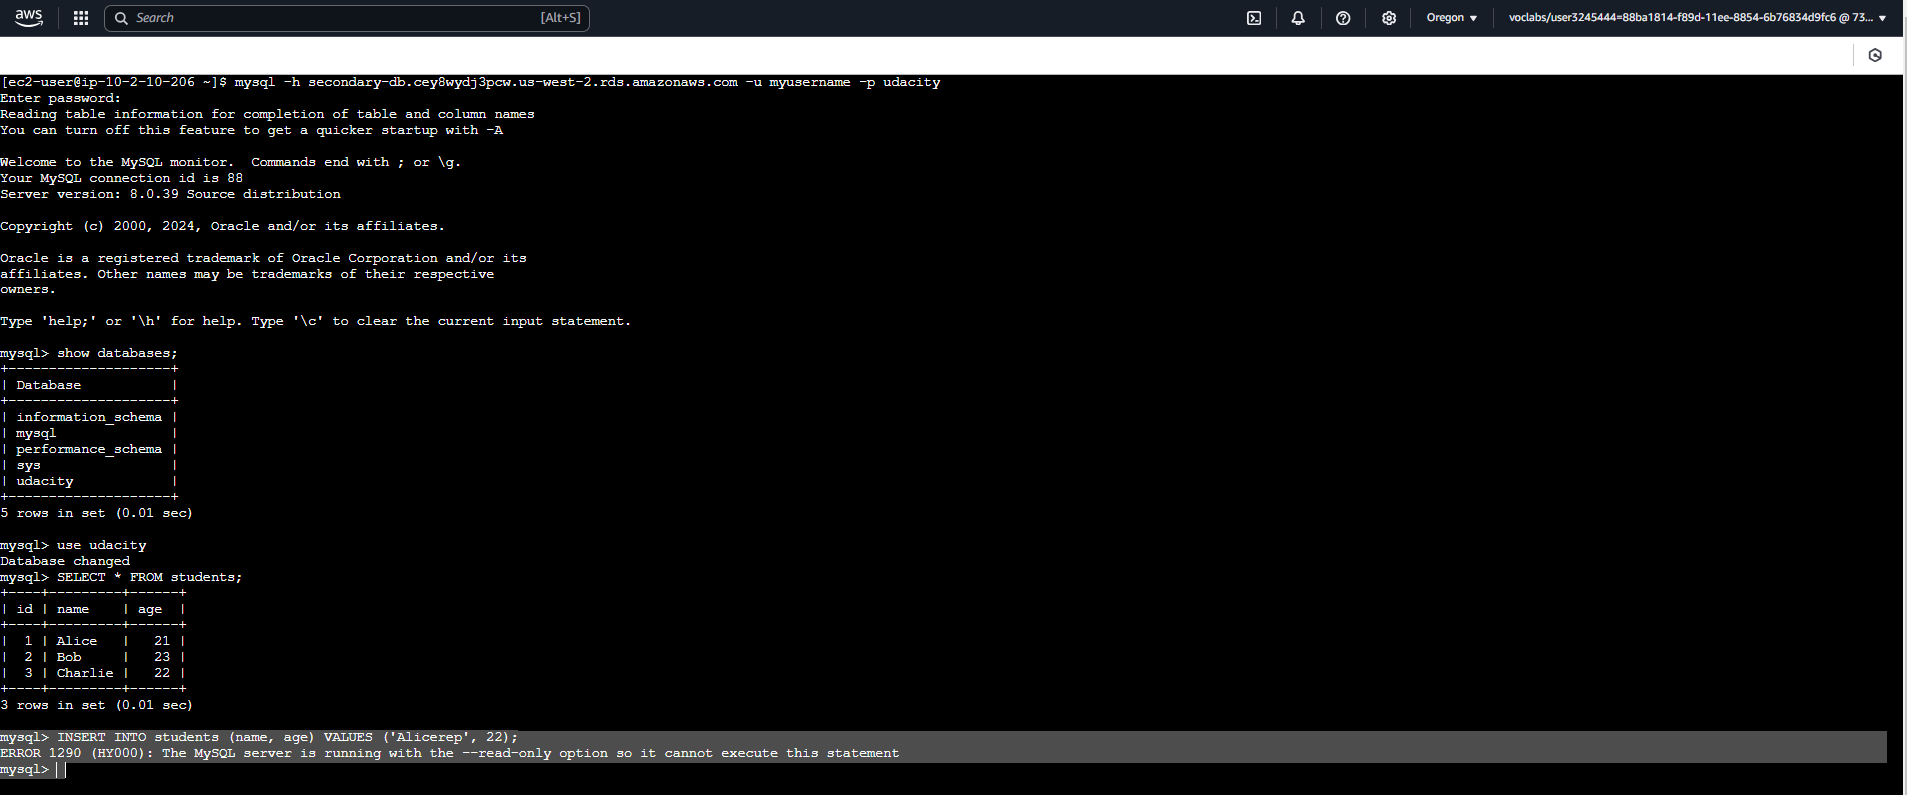 aws Search [Alt+S] Oregon ▼ voclabs/user3245444=88ba1814-f89d-11ee-8854-6b76834d9fc6 @ 73... ▼
[ec2-user@ip-10-2-10-206 ~]$ mysql -h secondary-db.cey8wydj3pcw.us-west-2.rds.amazonaws.com -u myusername -p udacity
Enter password:
Reading table information for completion of table and column names
You can turn off this feature to get a quicker startup with -A
Welcome to the MySQL monitor.  Commands end with ; or \g.
Your MySQL connection id is 88
Server version: 8.0.39 Source distribution
Copyright (c) 2000, 2024, Oracle and/or its affiliates.
Oracle is a registered trademark of Oracle Corporation and/or its
affiliates. Other names may be trademarks of their respective
owners.
Type 'help;' or '\h' for help. Type '\c' to clear the current input statement.
mysql> show databases;
+--------------------+
| Database           |
+--------------------+
| information_schema |
| mysql              |
| performance_schema |
| sys                |
| udacity            |
+--------------------+
5 rows in set (0.01 sec)
mysql> use udacity
Database changed
mysql> SELECT * FROM students;
+----+---------+------+
| id | name    | age  |
+----+---------+------+
|  1 | Alice   |   21 |
|  2 | Bob     |   23 |
|  3 | Charlie |   22 |
+----+---------+------+
3 rows in set (0.01 sec)
mysql> INSERT INTO students (name, age) VALUES ('Alicerep', 22);
ERROR 1290 (HY000): The MySQL server is running with the --read-only option so it cannot execute this statement
mysql>